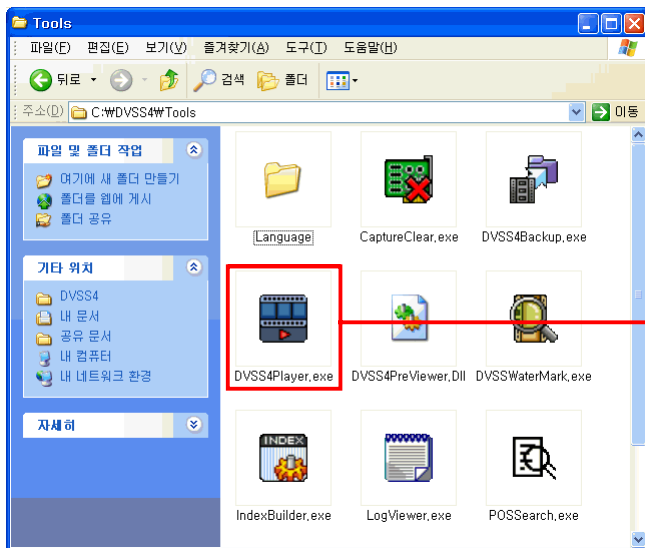 Tools
파일(F) 편집(E) 보기(V) 즐겨찾기(A) 도구(T) 도움말(H)
뒤로 검색 폴더
주소(D) C:₩DVSS4₩Tools 이동
파일 및 폴더 작업
여기에 새 폴더 만들기
폴더를 웹에 게시
폴더 공유
기타 위치
DVSS4
내 문서
공유 문서
내 컴퓨터
내 네트워크 환경
자세히
Language CaptureClear.exe DVSS4Backup.exe
DVSS4Player.exe DVSS4PreViewer.Dll DVSSWaterMark.exe
INDEX
IndexBuilder.exe LogViewer.exe POSSearch.exe